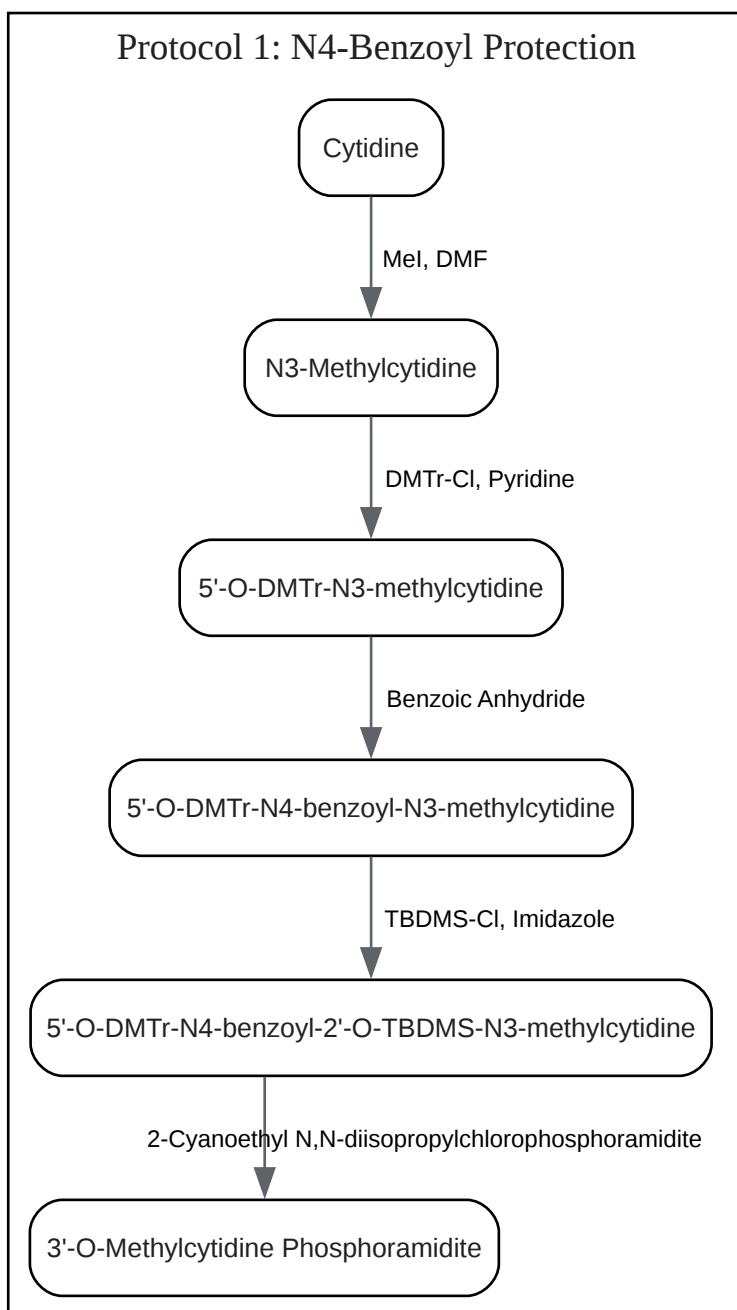 Protocol 1: N4-Benzoyl Protection
Cytidine
MeI, DMF
N3-Methylcytidine
DMTr-Cl, Pyridine
5'-O-DMTr-N3-methylcytidine
Benzoic Anhydride
5'-O-DMTr-N4-benzoyl-N3-methylcytidine
TBDMS-Cl, Imidazole
5'-O-DMTr-N4-benzoyl-2'-O-TBDMS-N3-methylcytidine
2-Cyanoethyl N,N-diisopropylchlorophosphoramidite
3'-O-Methylcytidine Phosphoramidite